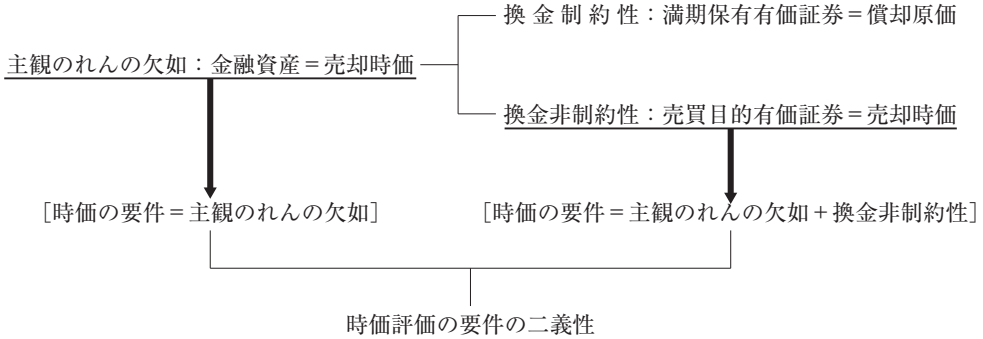 換金制約性：満期保有有価証券＝償却原価
主観のれんの欠如：金融資産＝売却時価
換金非制約性：売買目的有価証券＝売却時価
［時価の要件＝主観のれんの欠如］
［時価の要件＝主観のれんの欠如＋換金非制約性］
時価評価の要件の二義性